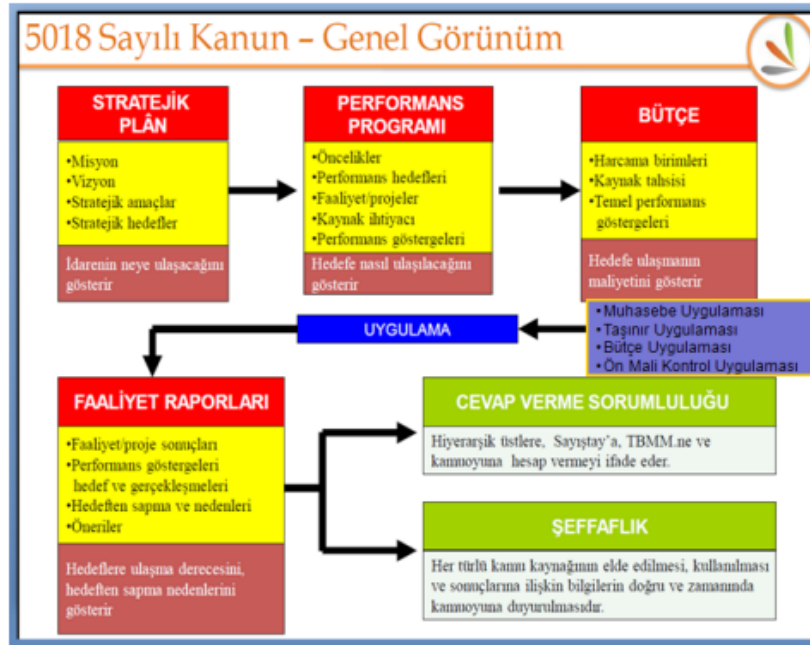 5018 Sayılı Kanun – Genel Görünüm
STRATEJİK
PLÂN
•Misyon
•Vizyon
•Stratejik amaçlar
•Stratejik hedefler
İdarenin neye ulaşacağını
gösterir
PERFORMANS
PROGRAMI
•Öncelikler
•Performans hedefleri
•Faaliyet/projeler
•Kaynak ihtiyacı
•Performans göstergeleri
Hedefe nasıl ulaşılacağını
gösterir
BÜTÇE
•Harcama birimleri
•Kaynak tahsisi
•Temel performans
göstergeleri
Hedefe ulaşmanın
maliyetini gösterir
UYGULAMA
•Muhasebe Uygulaması
•Taşınır Uygulaması
•Bütçe Uygulaması
•Ön Mali Kontrol Uygulaması
FAALİYET RAPORLARI
•Faaliyet/proje sonuçları
•Performans göstergeleri
hedef ve gerçekleşmeleri
•Hedeften sapma ve nedenleri
•Öneriler
Hedeflere ulaşma derecesini,
hedeften sapma nedenlerini
gösterir
CEVAP VERME SORUMLULUĞU
Hiyerarşik üstlere, Sayıştay’a, TBMM.ne ve
kamuoyuna hesap vermeyi ifade eder.
ŞEFFAFLIK
Her türlü kamu kaynağının elde edilmesi, kullanılması
ve sonuçlarına ilişkin bilgilerin doğru ve zamanında
kamuoyuna duyurulmasıdır.